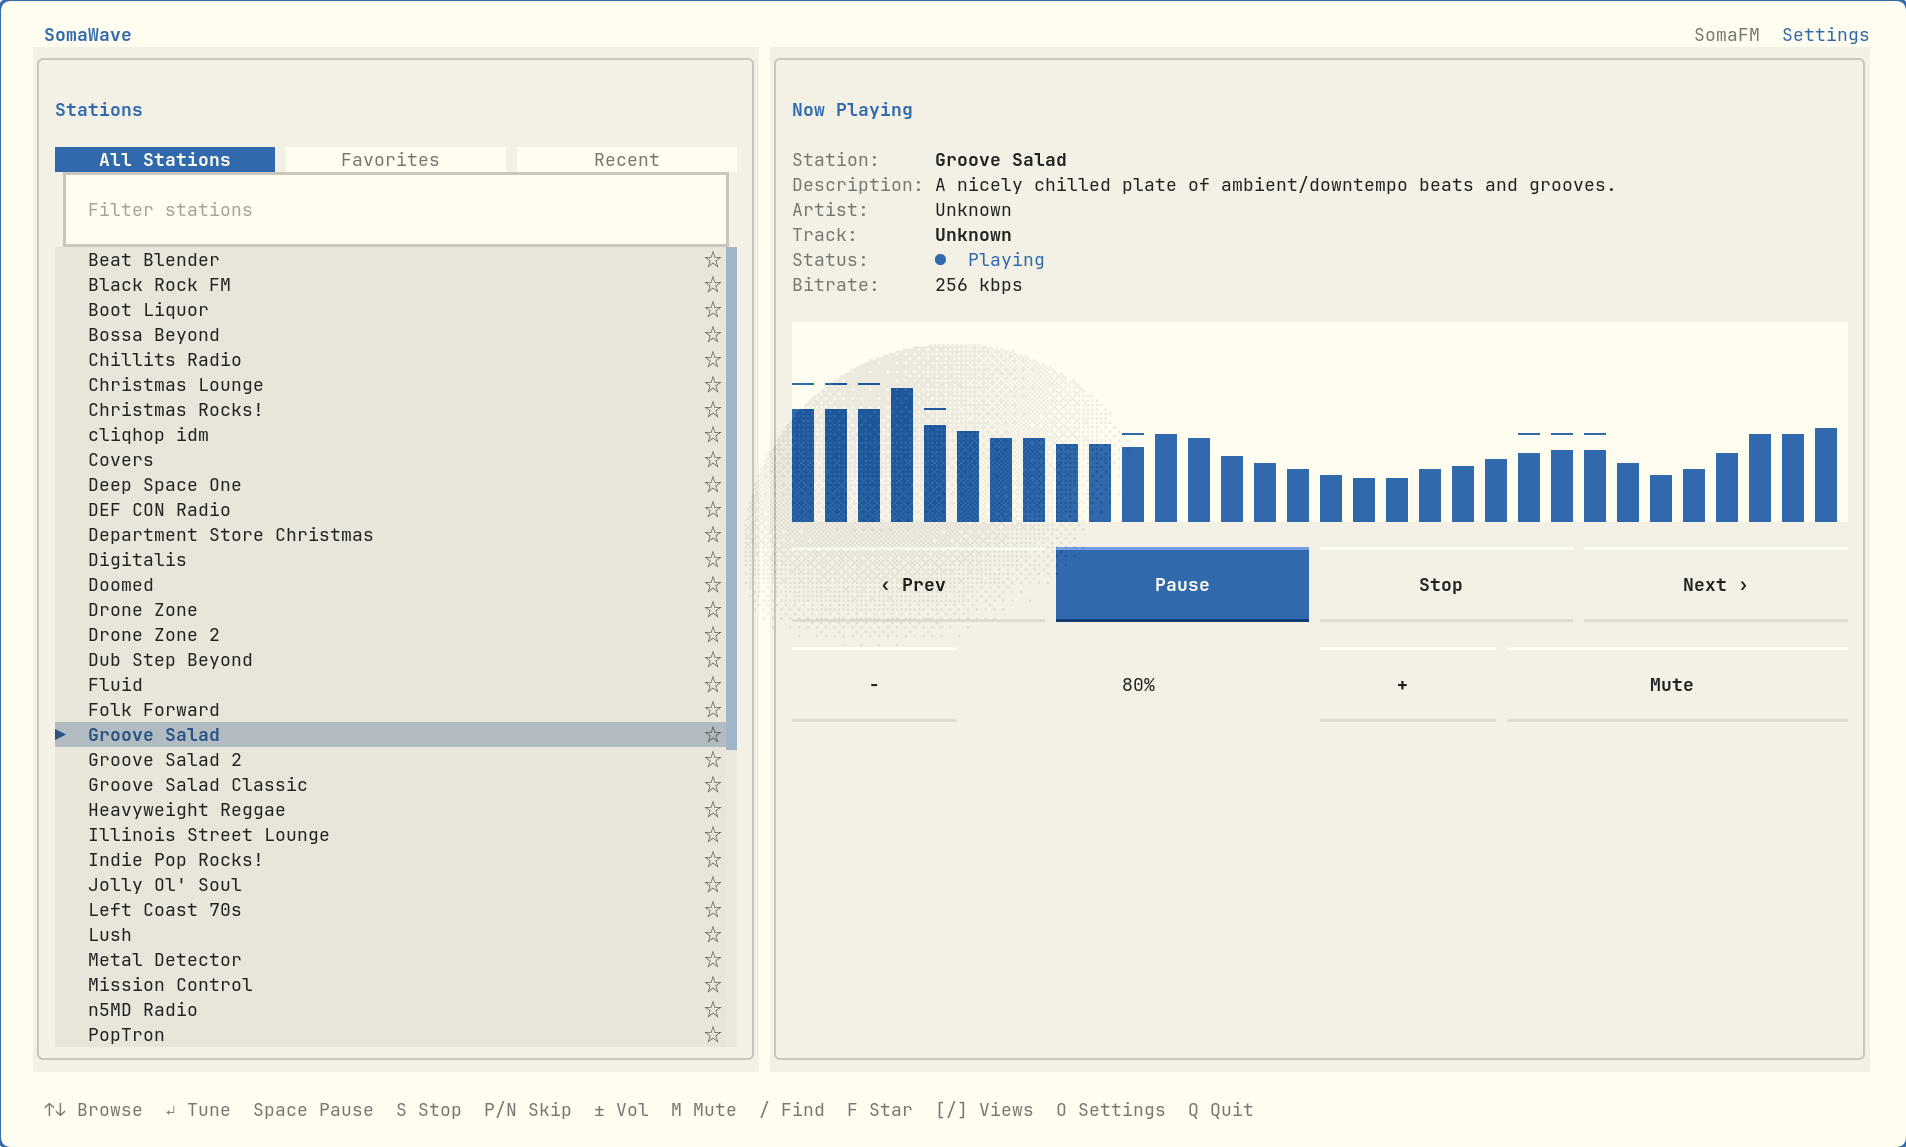 SomaWave
SomaFM Settings
Stations
All Stations Favorites Recent
Filter stations
Beat Blender ☆
Black Rock FM ☆
Boot Liquor ☆
Bossa Beyond ☆
Chillits Radio ☆
Christmas Lounge ☆
Christmas Rocks! ☆
cliqhop idm ☆
Covers ☆
Deep Space One ☆
DEF CON Radio ☆
Department Store Christmas ☆
Digitalis ☆
Doomed ☆
Drone Zone ☆
Drone Zone 2 ☆
Dub Step Beyond ☆
Fluid ☆
Folk Forward ☆
▶ Groove Salad ☆
Groove Salad 2 ☆
Groove Salad Classic ☆
Heavyweight Reggae ☆
Illinois Street Lounge ☆
Indie Pop Rocks! ☆
Jolly Ol' Soul ☆
Left Coast 70s ☆
Lush ☆
Metal Detector ☆
Mission Control ☆
n5MD Radio ☆
PopTron ☆
Now Playing
Station: Groove Salad
Description: A nicely chilled plate of ambient/downtempo beats and grooves.
Artist: Unknown
Track: Unknown
Status: ● Playing
Bitrate: 256 kbps
‹ Prev Pause Stop Next ›
- 80% + Mute
↑↓ Browse ↲ Tune Space Pause S Stop P/N Skip ± Vol M Mute / Find F Star [/] Views O Settings Q Quit